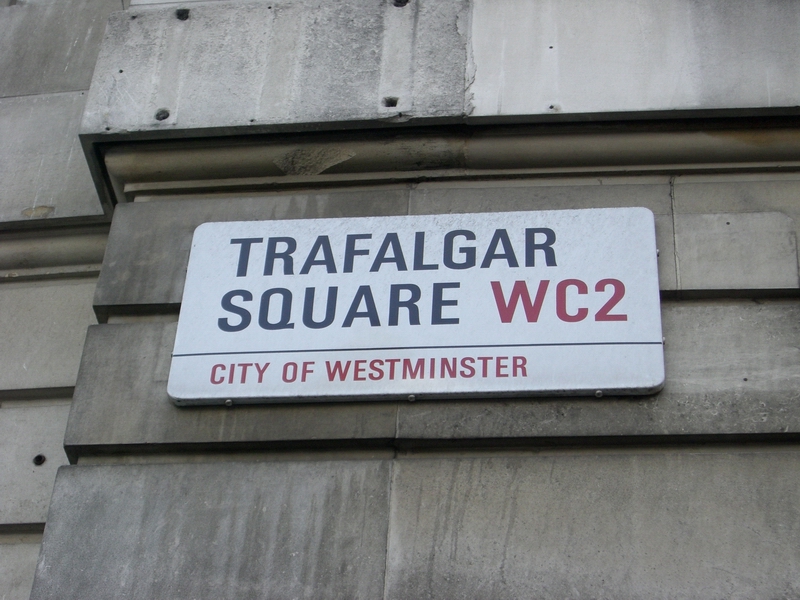 TRAFALGAR
SQUARE WC2
CITY OF WESTMINSTER